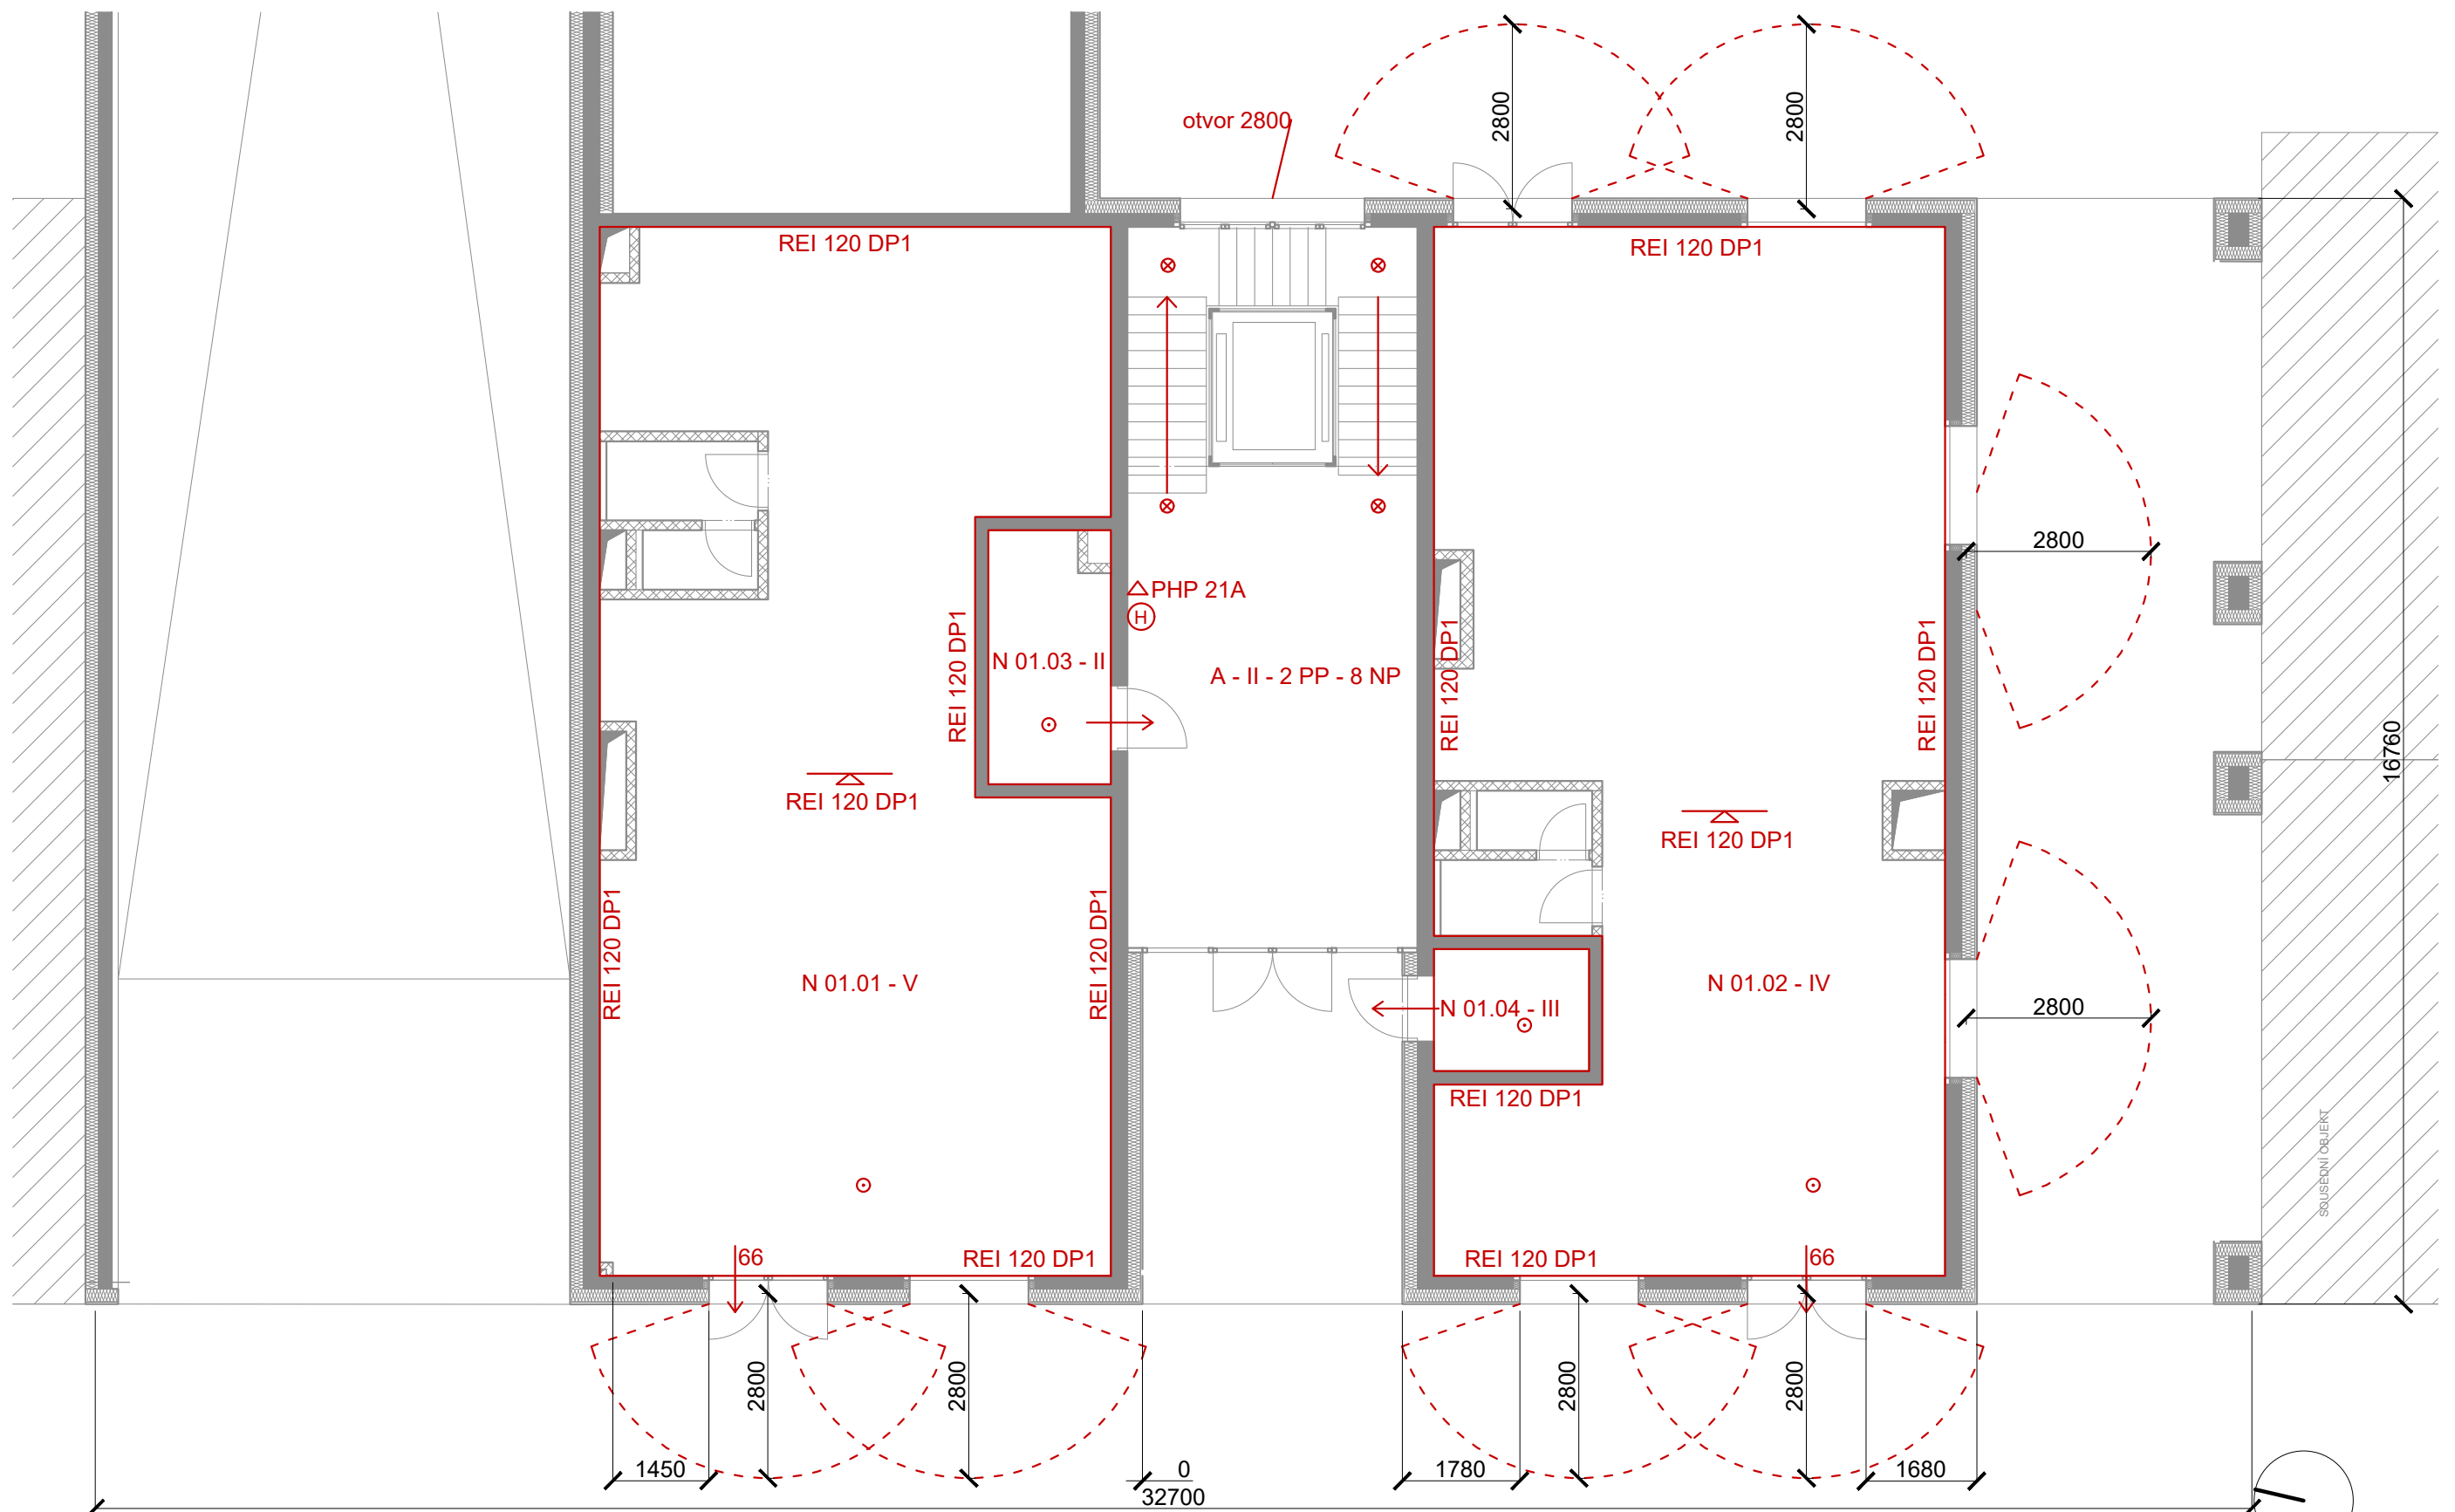 2800
2800
otvor 2800
REI 120 DP1
REI 120 DP1
2800
PHP 21A
H
REI 120 DP1
N 01.03 - II
A - II - 2 PP - 8 NP
REI 120 DP1
REI 120 DP1
16760
REI 120 DP1
REI 120 DP1
REI 120 DP1
REI 120 DP1
N 01.01 - V
N 01.04 - III
N 01.02 - IV
2800
REI 120 DP1
SOUSEDNÍ OBJEKT
66
REI 120 DP1
REI 120 DP1
66
2800
2800
2800
2800
1450
0
1780
1680
32700